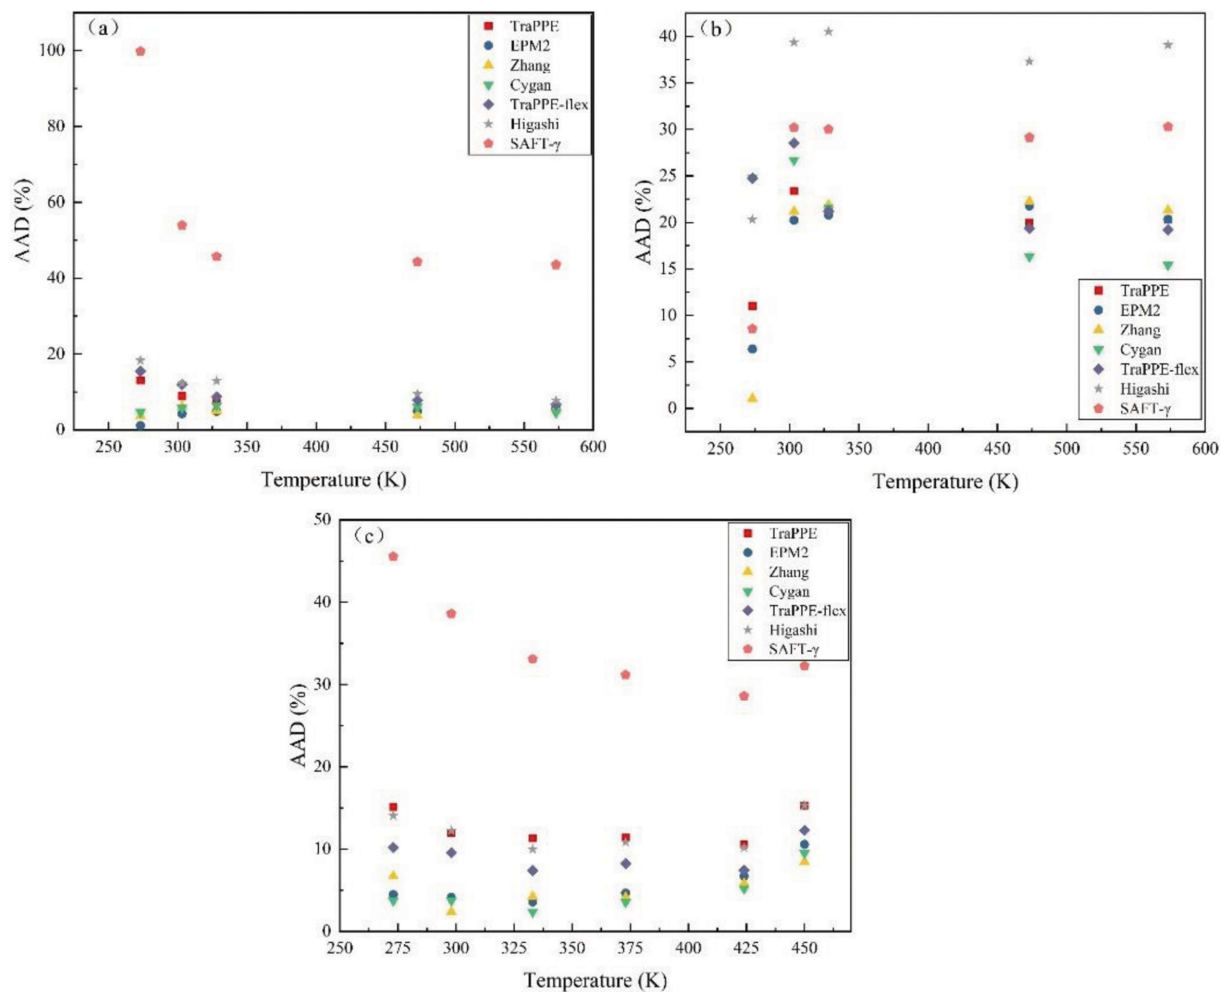 (a)
TraPPE
EPM2
Zhang
Cygan
TraPPE-flex
Higashi
SAFT-γ
100
80
60
40
20
0
AAD (%)
250 300 350 400 450 500 550 600
Temperature (K)
(b)
40
35
30
25
20
15
10
5
0
AAD (%)
TraPPE
EPM2
Zhang
Cygan
TraPPE-flex
Higashi
SAFT-γ
250 300 350 400 450 500 550 600
Temperature (K)
(c)
TraPPE
EPM2
Zhang
Cygan
TraPPE-flex
Higashi
SAFT-γ
50
40
30
20
10
0
AAD (%)
250 275 300 325 350 375 400 425 450
Temperature (K)